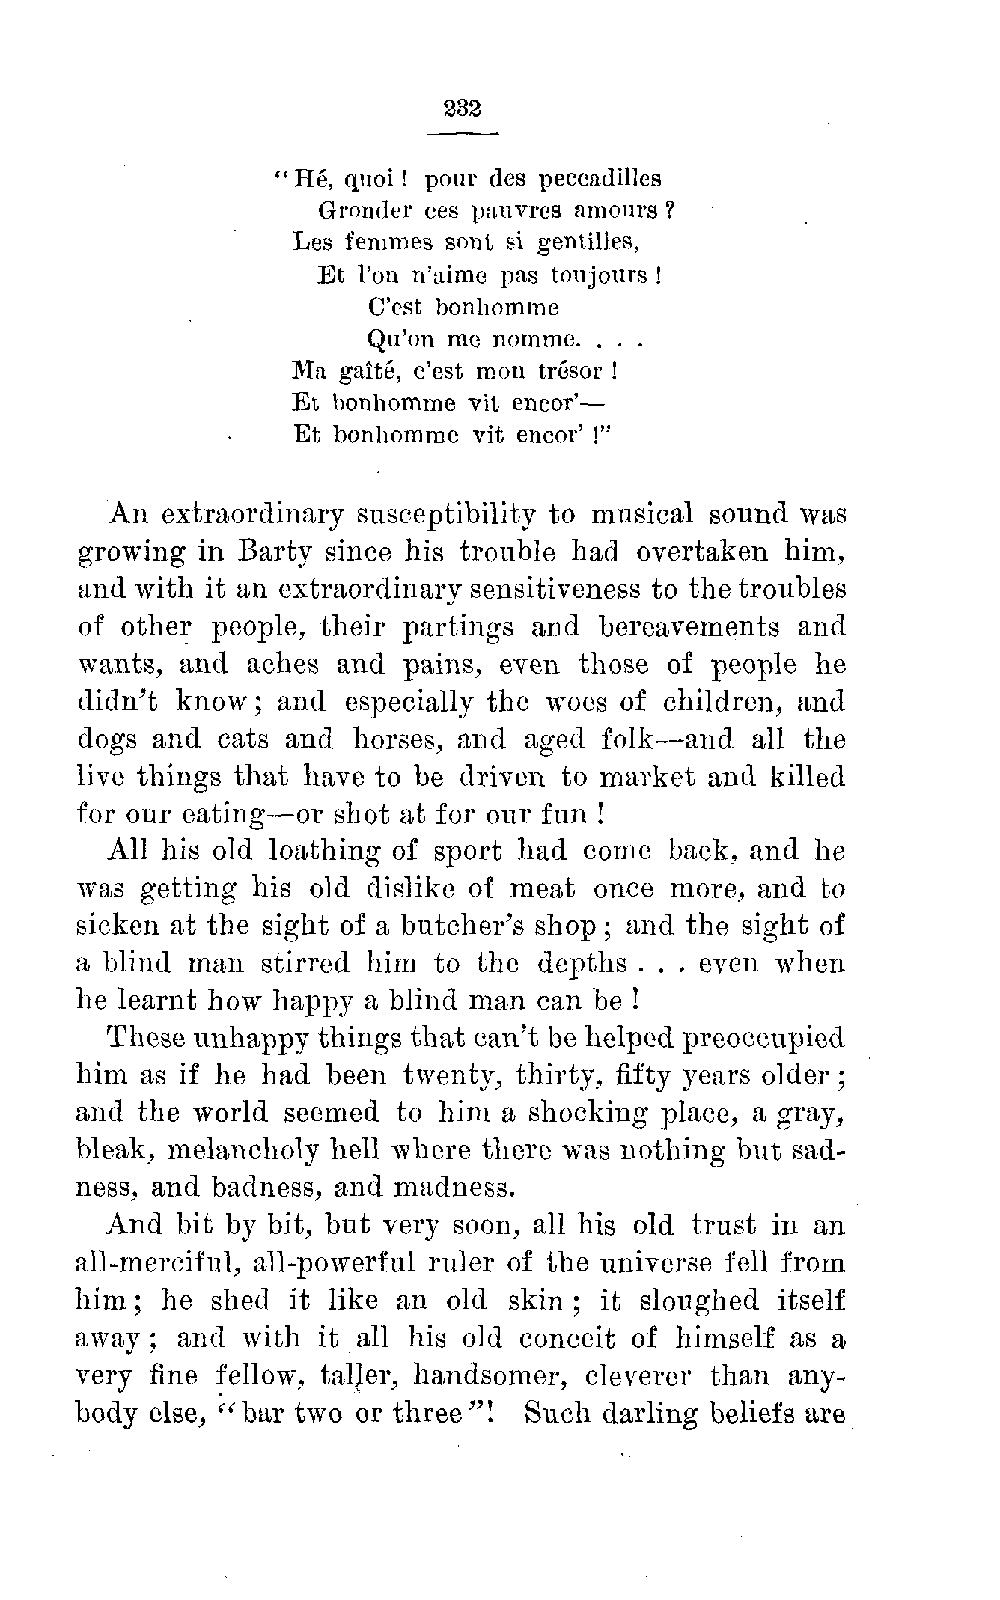 232
"Hé, quoi ! pour des peccadilles
Gronder ces pauvres amours ?
Les femmes sont si gentilles,
Et l'on n'aime pas toujours !
C'est bonhomme
Qu'on me nomme. . . .
Ma gaîté, c'est mon trésor !
Et bonhomme vit encor'—
Et bonhomme vit encor' !"
An extraordinary susceptibility to musical sound was
growing in Barty since his trouble had overtaken him,
and with it an extraordinary sensitiveness to the troubles
of other people, their partings and bereavements and
wants, and aches and pains, even those of people he
didn't know ; and especially the woes of children, and
dogs and cats and horses, and aged folk—and all the
live things that have to be driven to market and killed
for our eating—or shot at for our fun !
All his old loathing of sport had come back, and he
was getting his old dislike of meat once more, and to
sicken at the sight of a butcher's shop ; and the sight of
a blind man stirred him to the depths . . . even when
he learnt how happy a blind man can be !
These unhappy things that can't be helped preoccupied
him as if he had been twenty, thirty, fifty years older ;
and the world seemed to him a shocking place, a gray,
bleak, melancholy hell where there was nothing but sad-
ness, and badness, and madness.
And bit by bit, but very soon, all his old trust in an
all-merciful, all-powerful ruler of the universe fell from
him ; he shed it like an old skin ; it sloughed itself
away ; and with it all his old conceit of himself as a
very fine fellow, taller, handsomer, cleverer than any-
body else, "bar two or three"! Such darling beliefs are